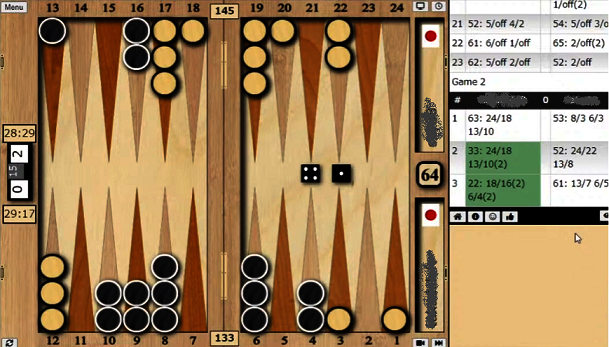 Menu
13 14 15 16 17 18
145
19 20 21 22 23 24
28:29
2
15
0
29:17
64
12 11 10 9 8 7
133
6 5 4 3 2 1
1/off(2)
21 52: 5/off 4/2 54: 5/off 3/o
22 61: 6/off 1/off 65: 2/off(2)
23 62: 5/off 2/off 52: 2/off
Game 2
# 0
1 63: 24/18 53: 8/3 6/3
13/10
2 33: 24/18 52: 24/22
13/10(2) 13/8
3 22: 18/16(2) 61: 13/7 6/5
6/4(2)